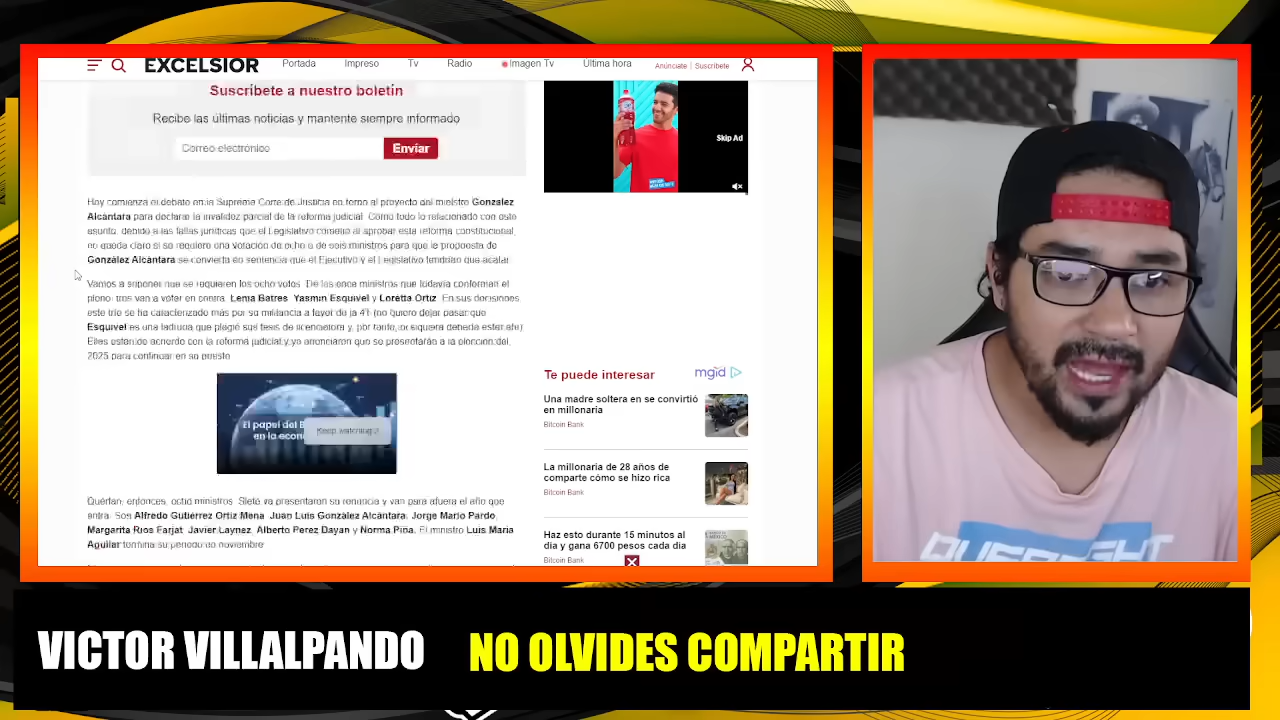 EXCELSIOR
Portada
Impreso
Tv
Radio
Imagen Tv
Última hora
Anúnciate | Suscríbete
Suscríbete a nuestro boletín
Recibe las últimas noticias y mantente siempre informado
Correo electrónico
Enviar
Skip Ad
Hoy comienza el debate en la Suprema Corte de Justicia en torno al proyecto del ministro González
Alcántara para declarar la invalidez parcial de la reforma judicial. Como todo lo relacionado con este
asunto, debido a las fallas jurídicas que el Legislativo cometió al aprobar esta reforma constitucional,
no queda claro si se requiere una votación de ocho o de seis ministros para que la propuesta de
González Alcántara se convierta en sentencia que el Ejecutivo y el Legislativo tendrían que acatar.
Vamos a suponer que se requieren los ocho votos. De las once ministros que todavía conforman el
pleno, tres van a votar en contra: Lenia Batres, Yasmín Esquivel y Loretta Ortiz. En sus decisiones,
este trío se ha caracterizado más por su militancia a favor de la 4T (no quiero dejar pasar que
Esquivel es una ladrona que plagió sus tesis de licenciatura y, por tanto, ni siquiera debería estar ahí).
Ellas están de acuerdo con la reforma judicial y ya anunciaron que se presentarán a la elección del
2025 para continuar en su puesto.
El papel del B
en la econ
Keep watching
Quedan, entonces, ocho ministros. Siete ya presentaron su renuncia y van para afuera el año que
entra. Son Alfredo Gutiérrez Ortiz Mena, Juan Luis González Alcántara, Jorge Mario Pardo,
Margarita Ríos Farjat, Javier Laynez, Alberto Pérez Dayán y Norma Piña. El ministro Luis María
Aguilar termina su periodo en noviembre.
Te puede interesar
mgid
Una madre soltera en se convirtió
en millonaria
Bitcoin Bank
La millonaria de 28 años de
comparte cómo se hizo rica
Bitcoin Bank
Haz esto durante 15 minutos al
día y gana 6700 pesos cada día
Bitcoin Bank
VICTOR VILLALPANDO
NO OLVIDES COMPARTIR